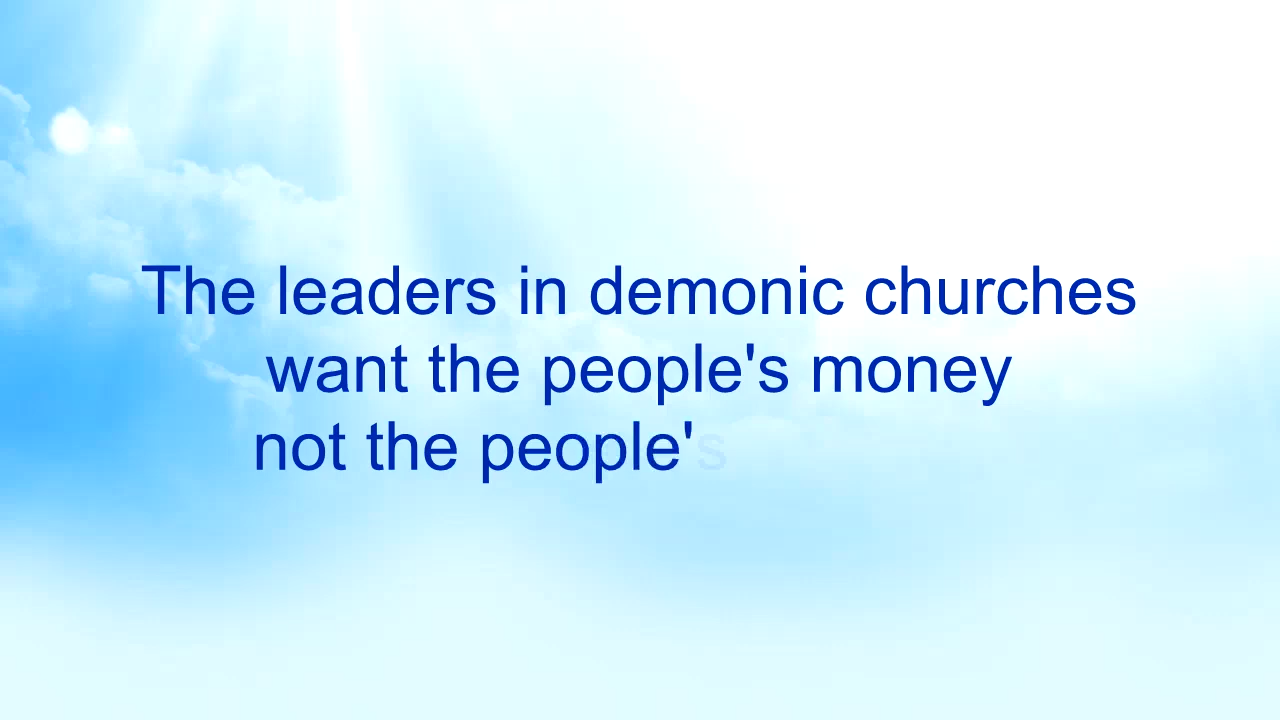 The leaders in demonic churches
want the people's money
not the people's